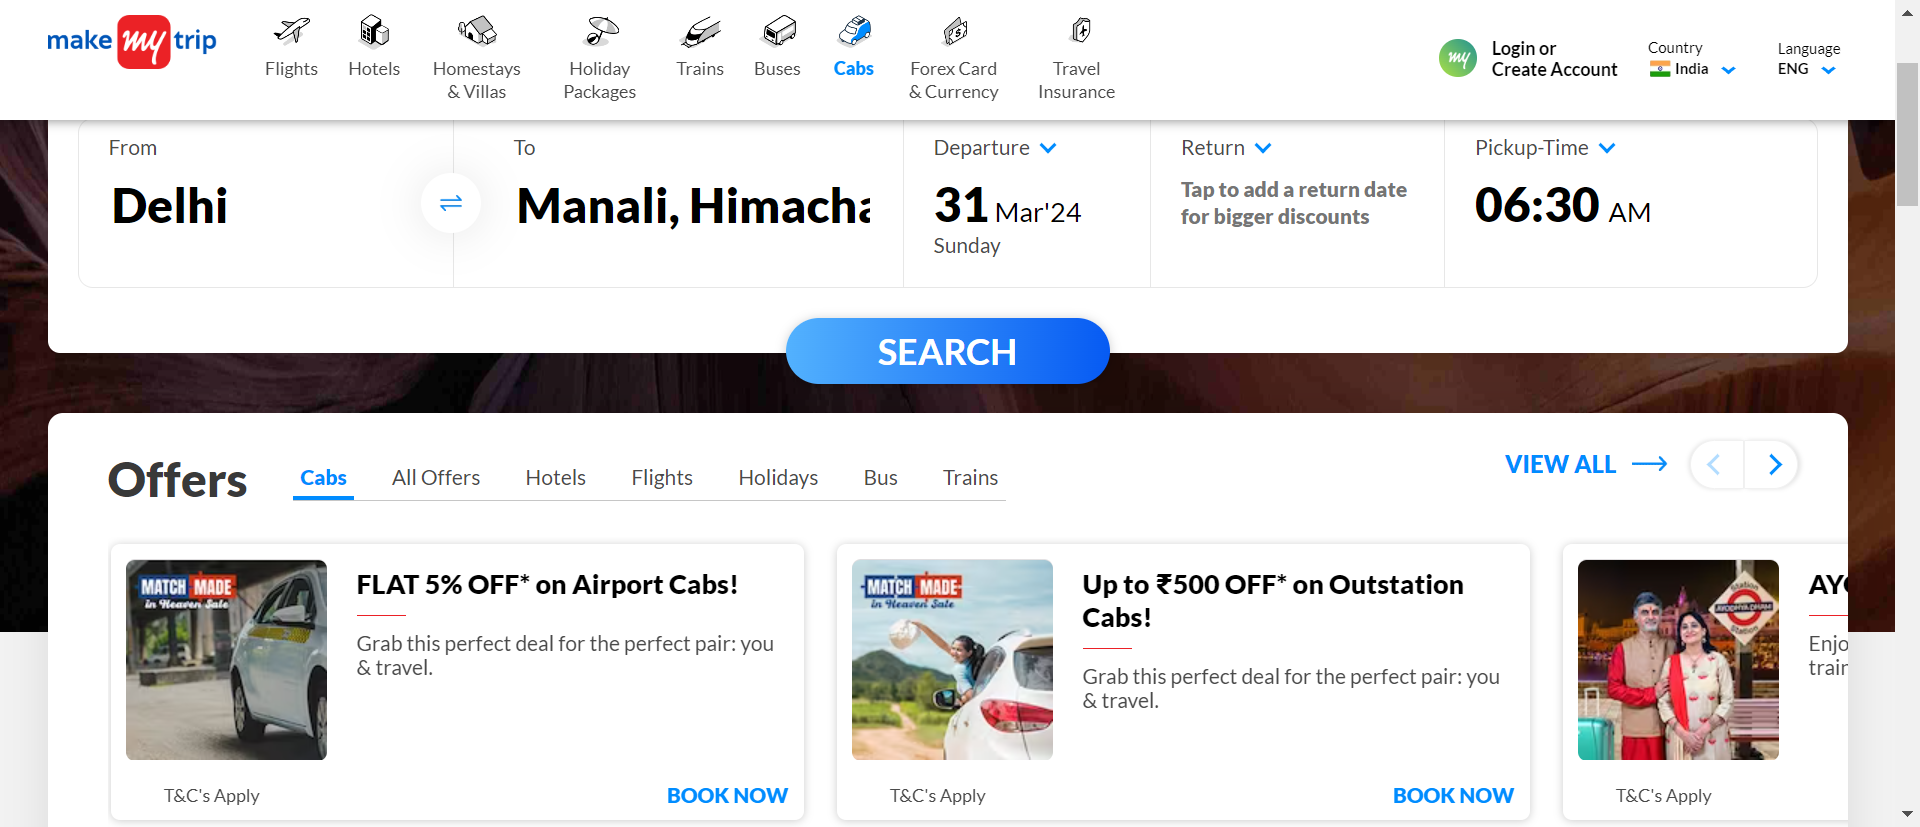 make my trip
Flights
Hotels
Homestays
& Villas
Holiday
Packages
Trains
Buses
Cabs
Forex Card
& Currency
Travel
Insurance
my
Login or
Create Account
Country
India
Language
ENG
From
Delhi
To
Manali, Himacha
Departure
31 Mar'24
Sunday
Return
Tap to add a return date
for bigger discounts
Pickup-Time
06:30 AM
SEARCH
Offers
Cabs
All Offers
Hotels
Flights
Holidays
Bus
Trains
VIEW ALL
MATCH MADE
in Heaven Sale
FLAT 5% OFF* on Airport Cabs!
Grab this perfect deal for the perfect pair: you
& travel.
T&C's Apply
BOOK NOW
MATCH MADE
in Heaven Sale
Up to ₹500 OFF* on Outstation
Cabs!
Grab this perfect deal for the perfect pair: you
& travel.
T&C's Apply
BOOK NOW
Station
AYODHYA DHAM
Station
AYO
Enjo
train
T&C's Apply